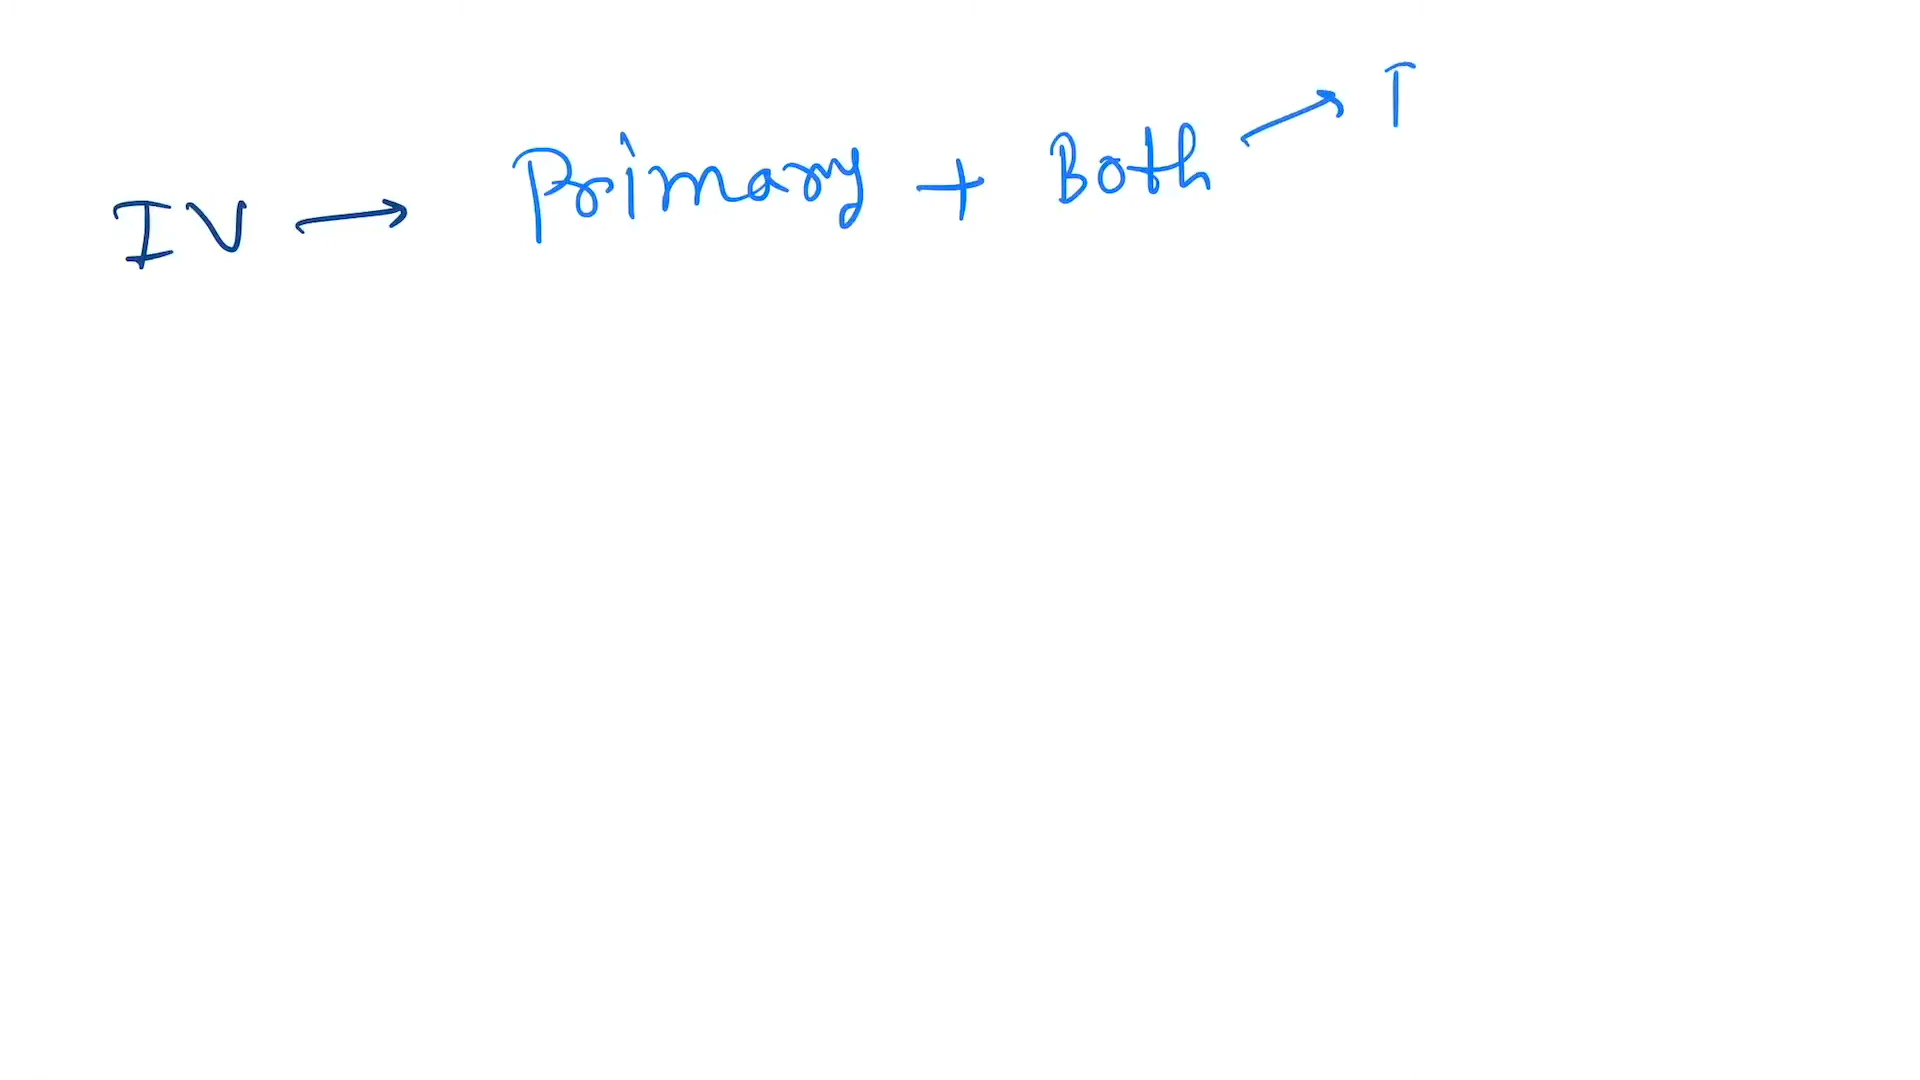 IV → Primary + Both → I